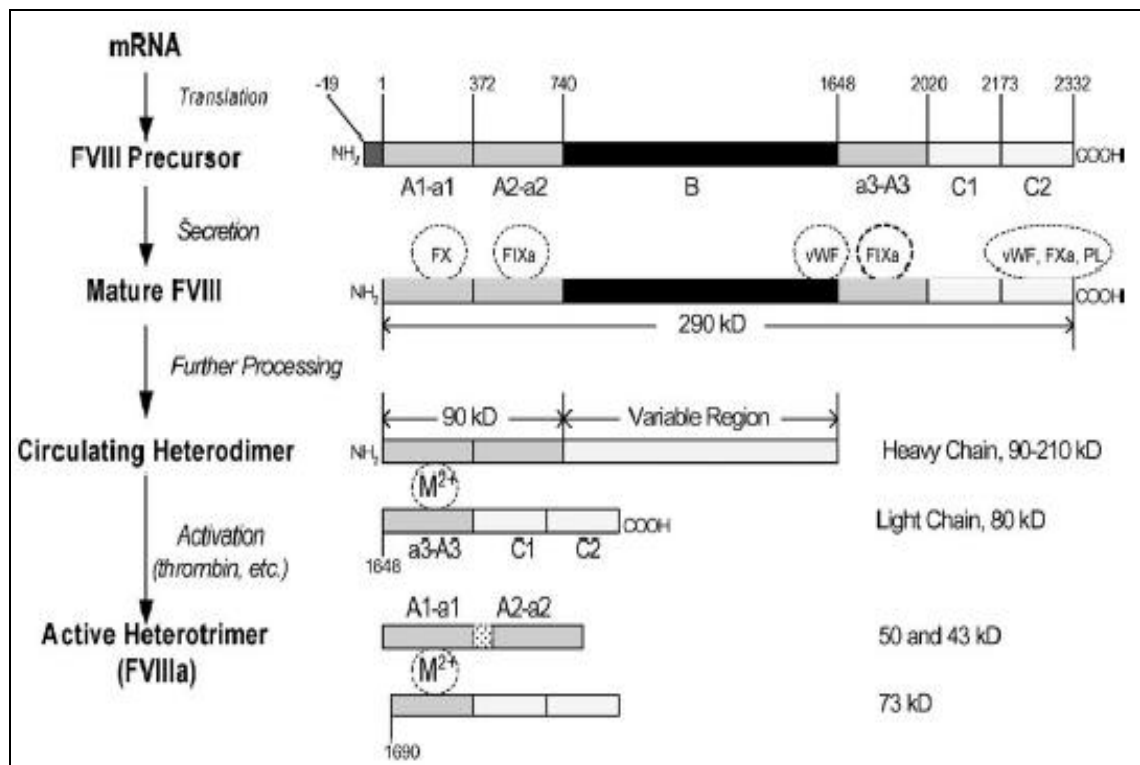 mRNA
-19 1 372 740 1648 2020 2173 2332
Translation
FVIII Precursor
NH2 COOH
A1-a1 A2-a2 B a3-A3 C1 C2
Secretion
FX FIXa vWF FIXa vWF, FXa, PL
Mature FVIII
NH2 COOH
290 kD
Further Processing
90 kD Variable Region
Circulating Heterodimer NH2 Heavy Chain, 90-210 kD
M2+
COOH Light Chain, 80 kD
Activation
(thrombin, etc.)
a3-A3 C1 C2
1648
A1-a1 A2-a2
Active Heterotrimer
(FVIIIa)
50 and 43 kD
M2+
73 kD
1690